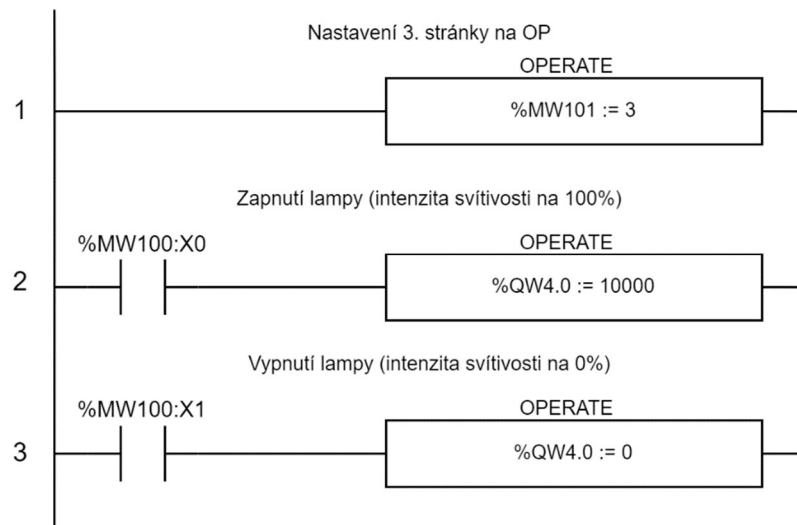 Nastavení 3. stránky na OP
OPERATE
1
%MW101 := 3
Zapnutí lampy (intenzita svítivosti na 100%)
%MW100:X0
OPERATE
2
%QW4.0 := 10000
Vypnutí lampy (intenzita svítivosti na 0%)
%MW100:X1
OPERATE
3
%QW4.0 := 0